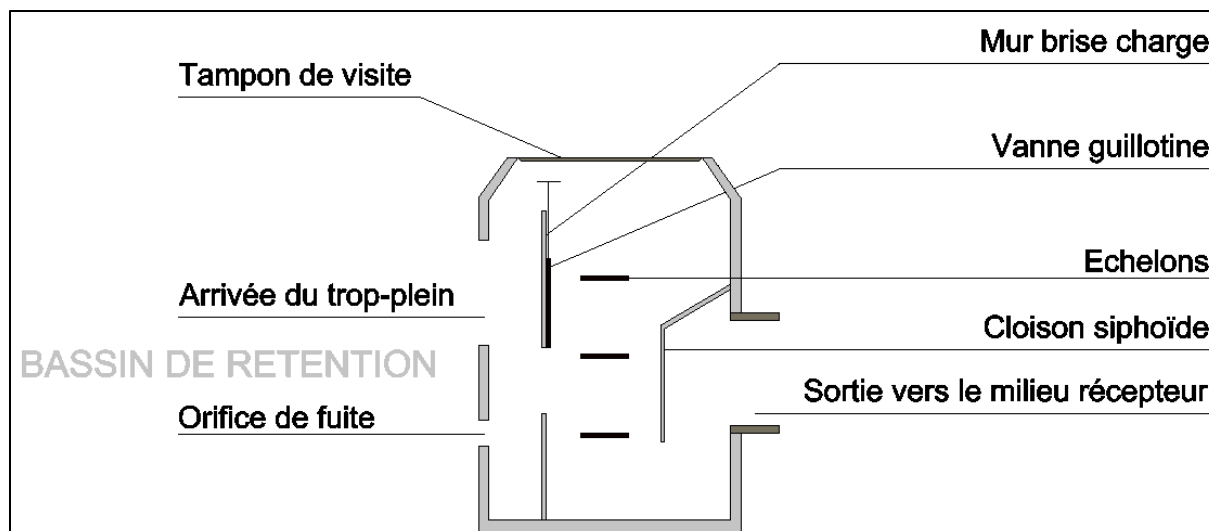 Mur brise charge
Tampon de visite
Vanne guillotine
Echelons
Arrivée du trop-plein
Cloison siphoïde
BASSIN DE RETENTION
Sortie vers le milieu récepteur
Orifice de fuite